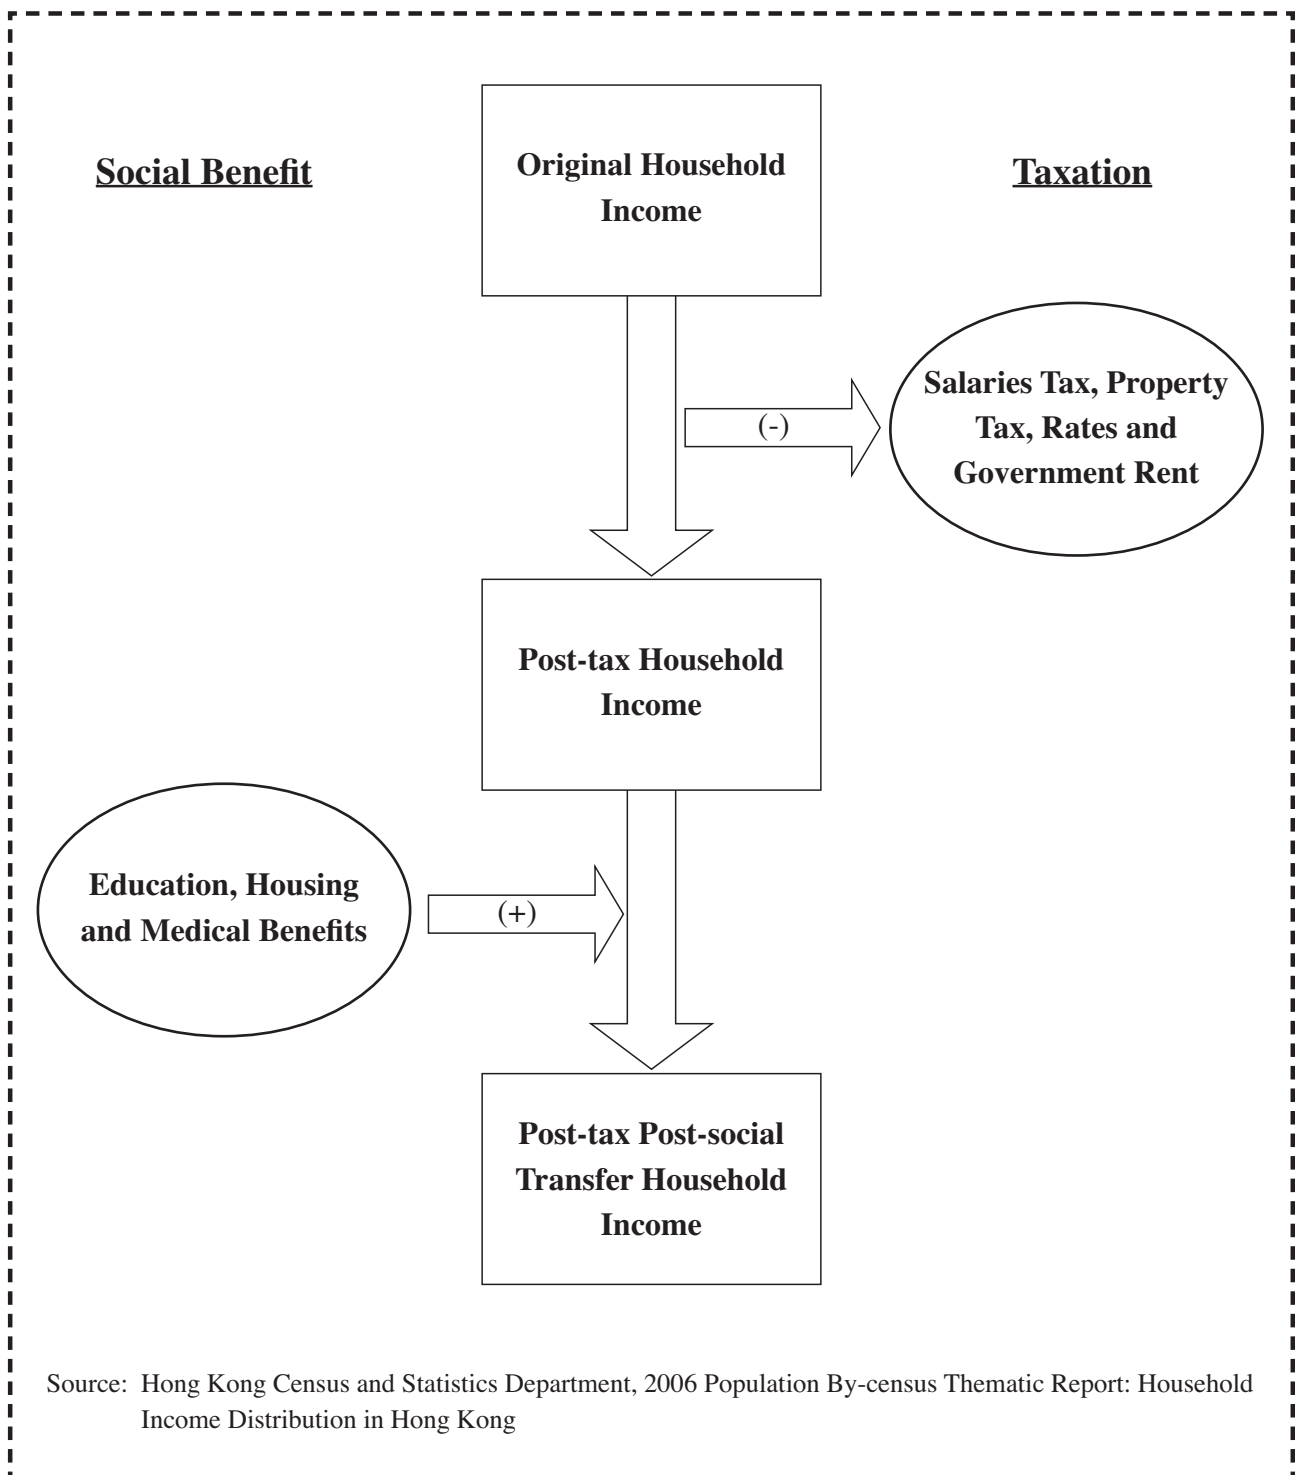 Social Benefit
Original Household
Income
Taxation
(-)
Salaries Tax, Property
Tax, Rates and
Government Rent
Post-tax Household
Income
Education, Housing
and Medical Benefits
(+)
Post-tax Post-social
Transfer Household
Income
Source: Hong Kong Census and Statistics Department, 2006 Population By-census Thematic Report: Household
Income Distribution in Hong Kong